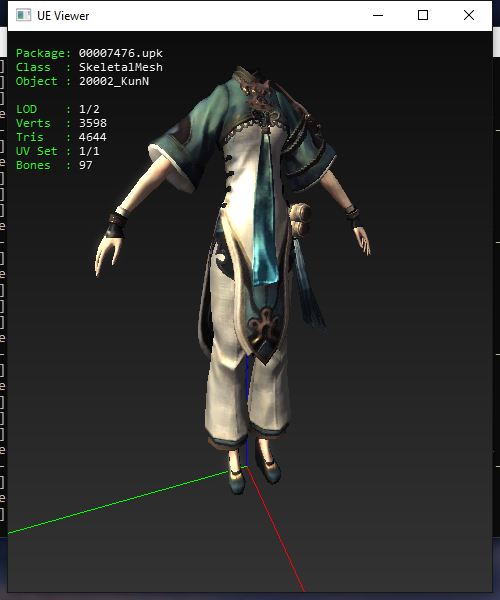 UE Viewer
Package: 00007476.upk
Class : SkeletalMesh
Object : 20002_KunN
LOD : 1/2
Verts : 3598
Tris : 4644
UV Set : 1/1
Bones : 97